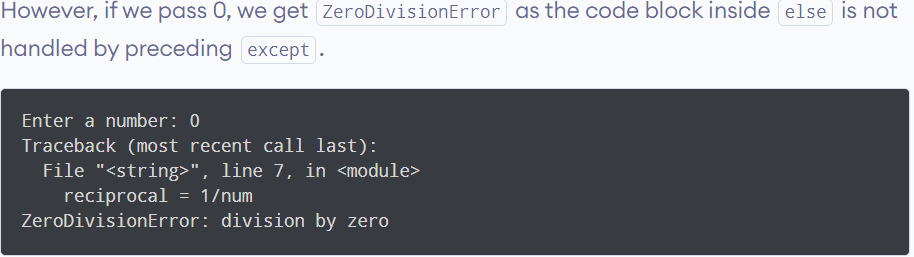 However, if we pass 0, we get ZeroDivisionError as the code block inside else is not
handled by preceding except.
Enter a number: 0
Traceback (most recent call last):
  File "<string>", line 7, in <module>
    reciprocal = 1/num
ZeroDivisionError: division by zero